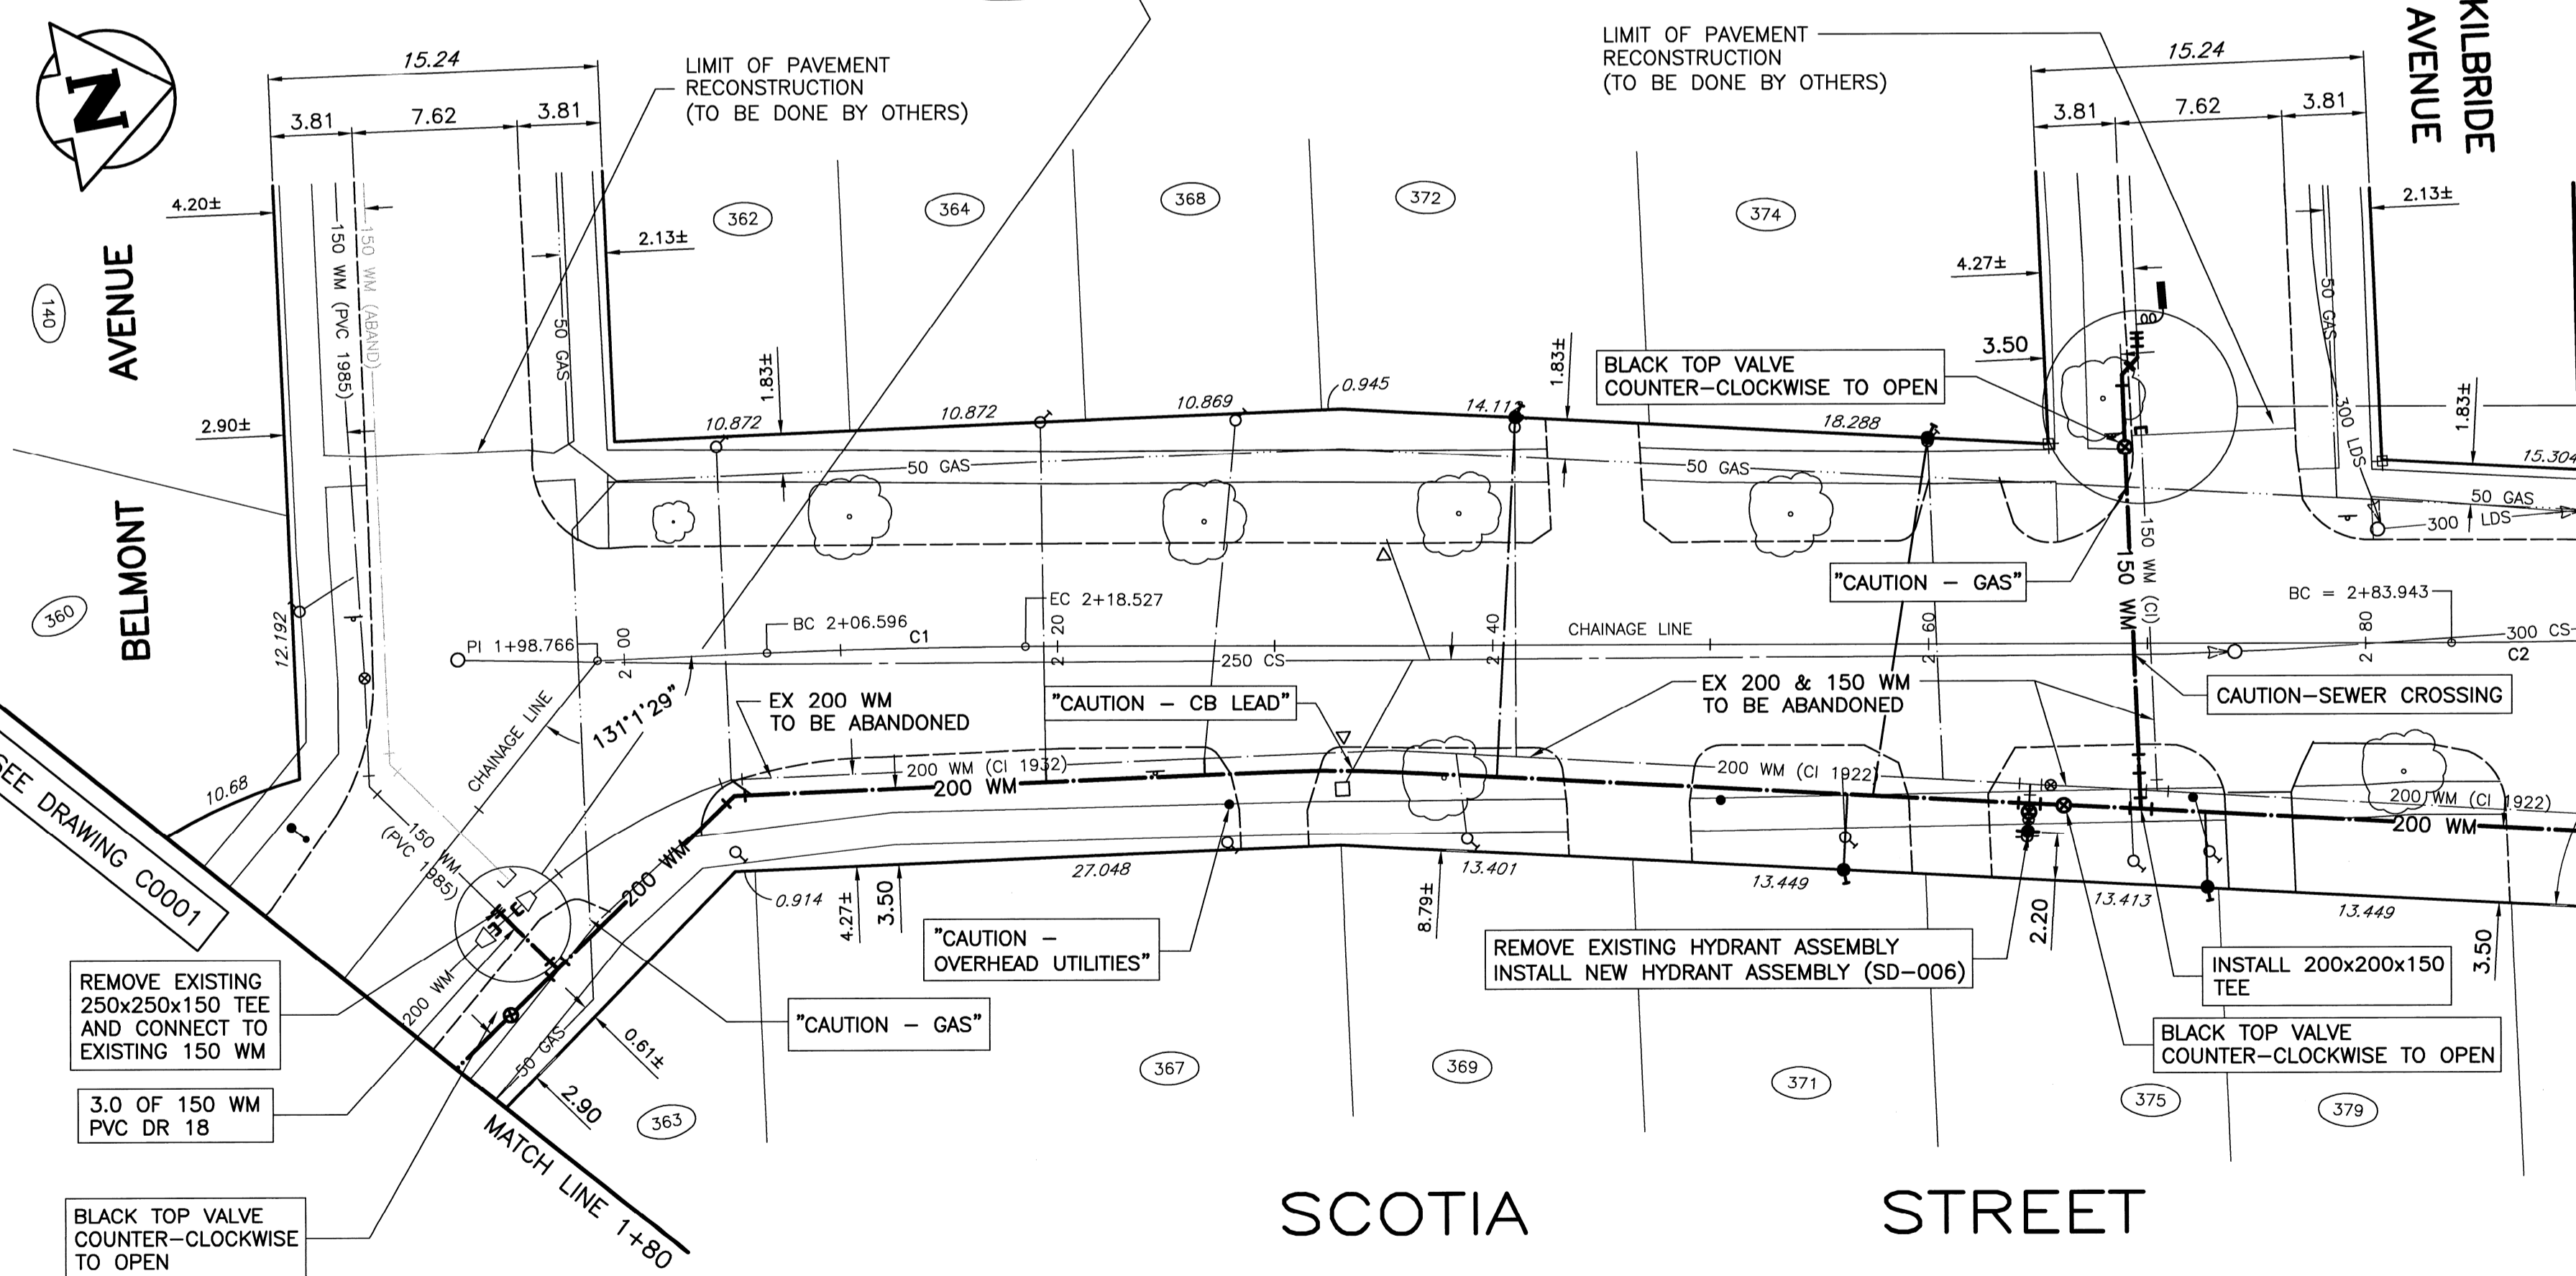 N
15.24
3.81
7.62
3.81
LIMIT OF PAVEMENT
RECONSTRUCTION
(TO BE DONE BY OTHERS)
LIMIT OF PAVEMENT
RECONSTRUCTION
(TO BE DONE BY OTHERS)
15.24
3.81
7.62
3.81
KILBRIDE
AVENUE
4.20±
2.13±
362
364
368
372
374
4.27±
2.13±
140
BELMONT AVENUE
150 WM (PVC 1985)
150 WM (ABAND)
50 GAS
2.90±
1.83±
1.83±
3.50
50 GAS
300 LDS
1.83±
BLACK TOP VALVE
COUNTER-CLOCKWISE TO OPEN
10.872
10.872
10.869
0.945
14.11
18.288
15.304
50 GAS
50 GAS
50 GAS
300 LDS
360
12.192
"CAUTION - GAS"
150 WM
150 WM (CI)
PI 1+98.766
2+00
BC 2+06.596
C1
EC 2+18.527
2+20
250 CS
2+40
CHAINAGE LINE
2+60
BC = 2+83.943
2+80
300 CS
C2
CHAINAGE LINE
131°1'29"
EX 200 WM
TO BE ABANDONED
"CAUTION - CB LEAD"
EX 200 & 150 WM
TO BE ABANDONED
CAUTION-SEWER CROSSING
200 WM (CI 1932)
200 WM
200 WM (CI 1922)
200 WM (CI 1922)
200 WM
10.68
SEE DRAWING C0001
150 WM
(PVC 1985)
200 WM
200 WM
50 GAS
0.914
27.048
13.401
13.449
13.413
13.449
4.27±
3.50
8.79±
2.20
3.50
"CAUTION -
OVERHEAD UTILITIES"
REMOVE EXISTING HYDRANT ASSEMBLY
INSTALL NEW HYDRANT ASSEMBLY (SD-006)
INSTALL 200x200x150
TEE
REMOVE EXISTING
250x250x150 TEE
AND CONNECT TO
EXISTING 150 WM
"CAUTION - GAS"
0.61±
2.90
BLACK TOP VALVE
COUNTER-CLOCKWISE TO OPEN
3.0 OF 150 WM
PVC DR 18
363
367
369
371
375
379
MATCH LINE 1+80
BLACK TOP VALVE
COUNTER-CLOCKWISE
TO OPEN
SCOTIA STREET